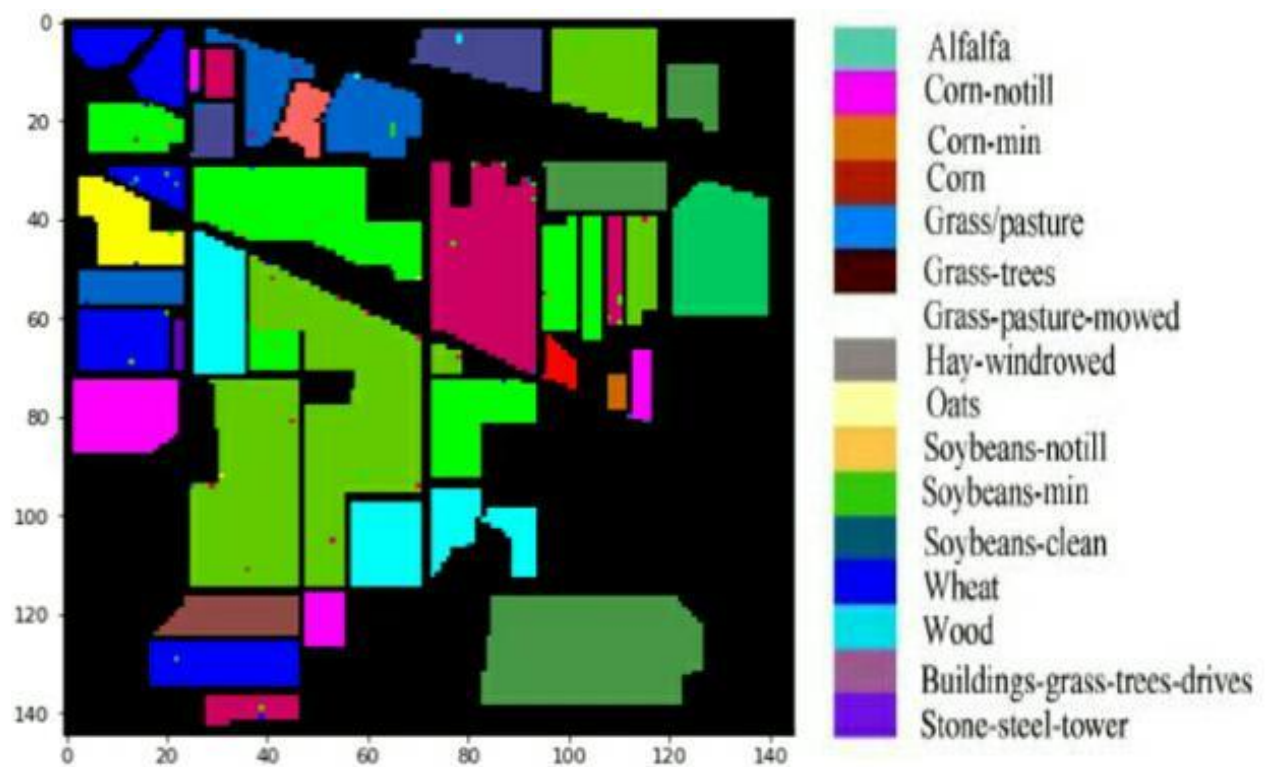 0
20
40
60
80
100
120
140
0 20 40 60 80 100 120 140
Alfalfa
Corn-notill
Corn-min
Corn
Grass/pasture
Grass-trees
Grass-pasture-mowed
Hay-windrowed
Oats
Soybeans-notill
Soybeans-min
Soybeans-clean
Wheat
Wood
Buildings-grass-trees-drives
Stone-steel-tower